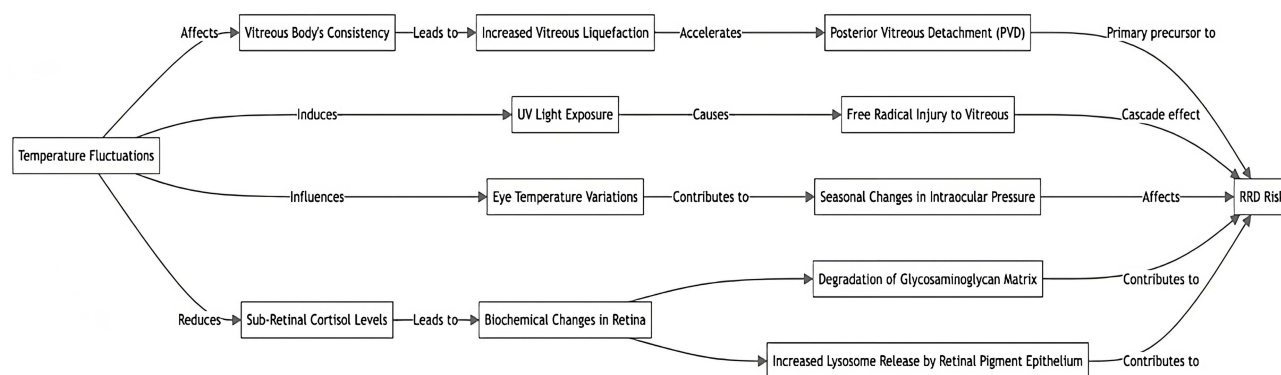 Affects
Vitreous Body's Consistency
Leads to
Increased Vitreous Liquefaction
Accelerates
Posterior Vitreous Detachment (PVD)
Primary precursor to
Induces
UV Light Exposure
Causes
Free Radical Injury to Vitreous
Cascade effect
Temperature Fluctuations
Influences
Eye Temperature Variations
Contributes to
Seasonal Changes in Intraocular Pressure
Affects
RRD Risk
Degradation of Glycosaminoglycan Matrix
Contributes to
Reduces
Sub-Retinal Cortisol Levels
Leads to
Biochemical Changes in Retina
Increased Lysosome Release by Retinal Pigment Epithelium
Contributes to